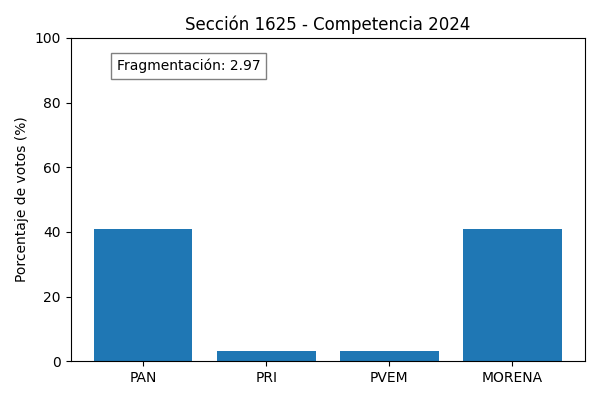 Sección 1625 - Competencia 2024
Fragmentación: 2.97
Porcentaje de votos (%)
100
80
60
40
20
0
PAN PRI PVEM MORENA